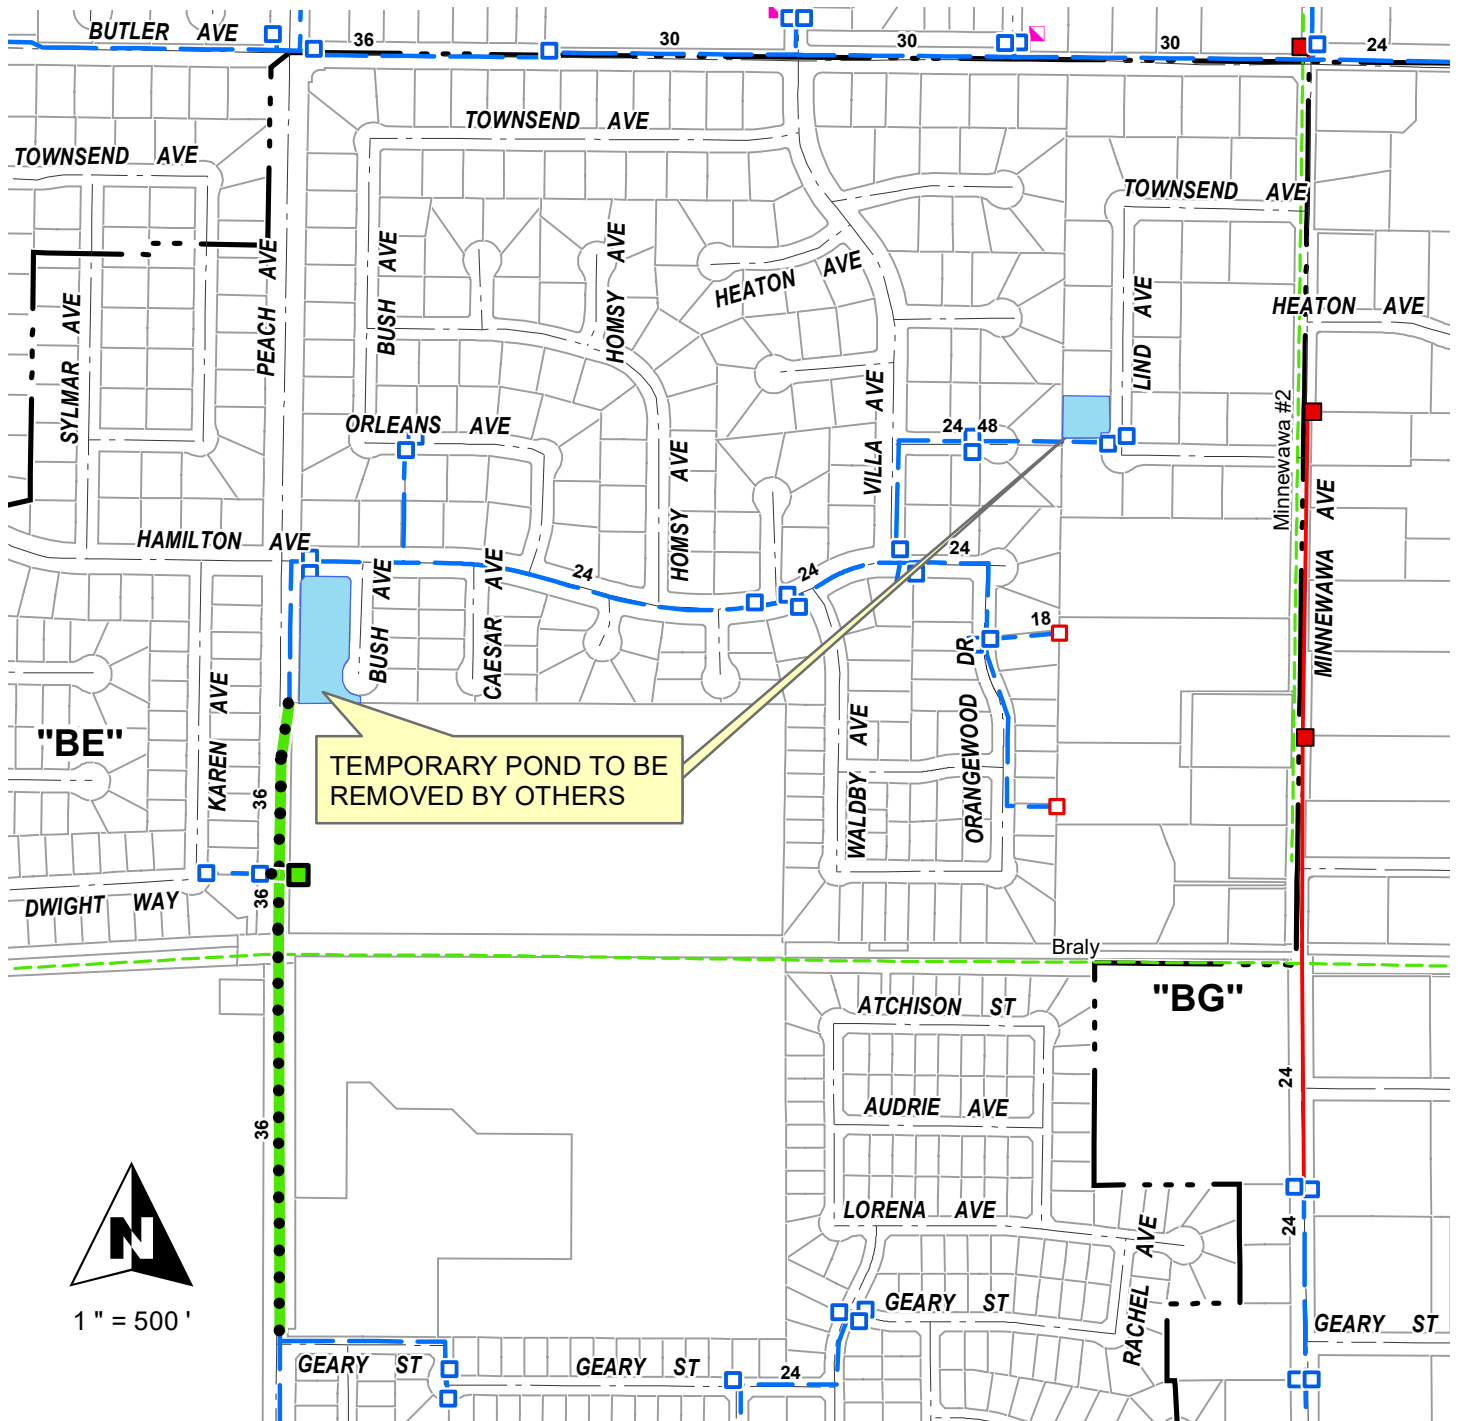 BUTLER AVE
36
30
30
30
24
TOWNSEND AVE
TOWNSEND AVE
TOWNSEND AVE
PEACH AVE
BUSH AVE
HOMSY AVE
HEATON AVE
HEATON AVE
SYLMAR AVE
LIND AVE
Minnewawa #2
VILLA AVE
ORLEANS AVE
24 48
HOMSY AVE
MINNEWAWA AVE
HAMILTON AVE
24
24
24
BUSH AVE
CAESAR AVE
18
ORANGEWOOD DR
WALDBY AVE
KAREN AVE
"BE"
TEMPORARY POND TO BE
REMOVED BY OTHERS
36
36
DWIGHT WAY
Braly
"BG"
ATCHISON ST
24
AUDRIE AVE
36
LORENA AVE
RACHEL AVE
24
GEARY ST
GEARY ST
N
1 " = 500 '
GEARY ST
GEARY ST
24